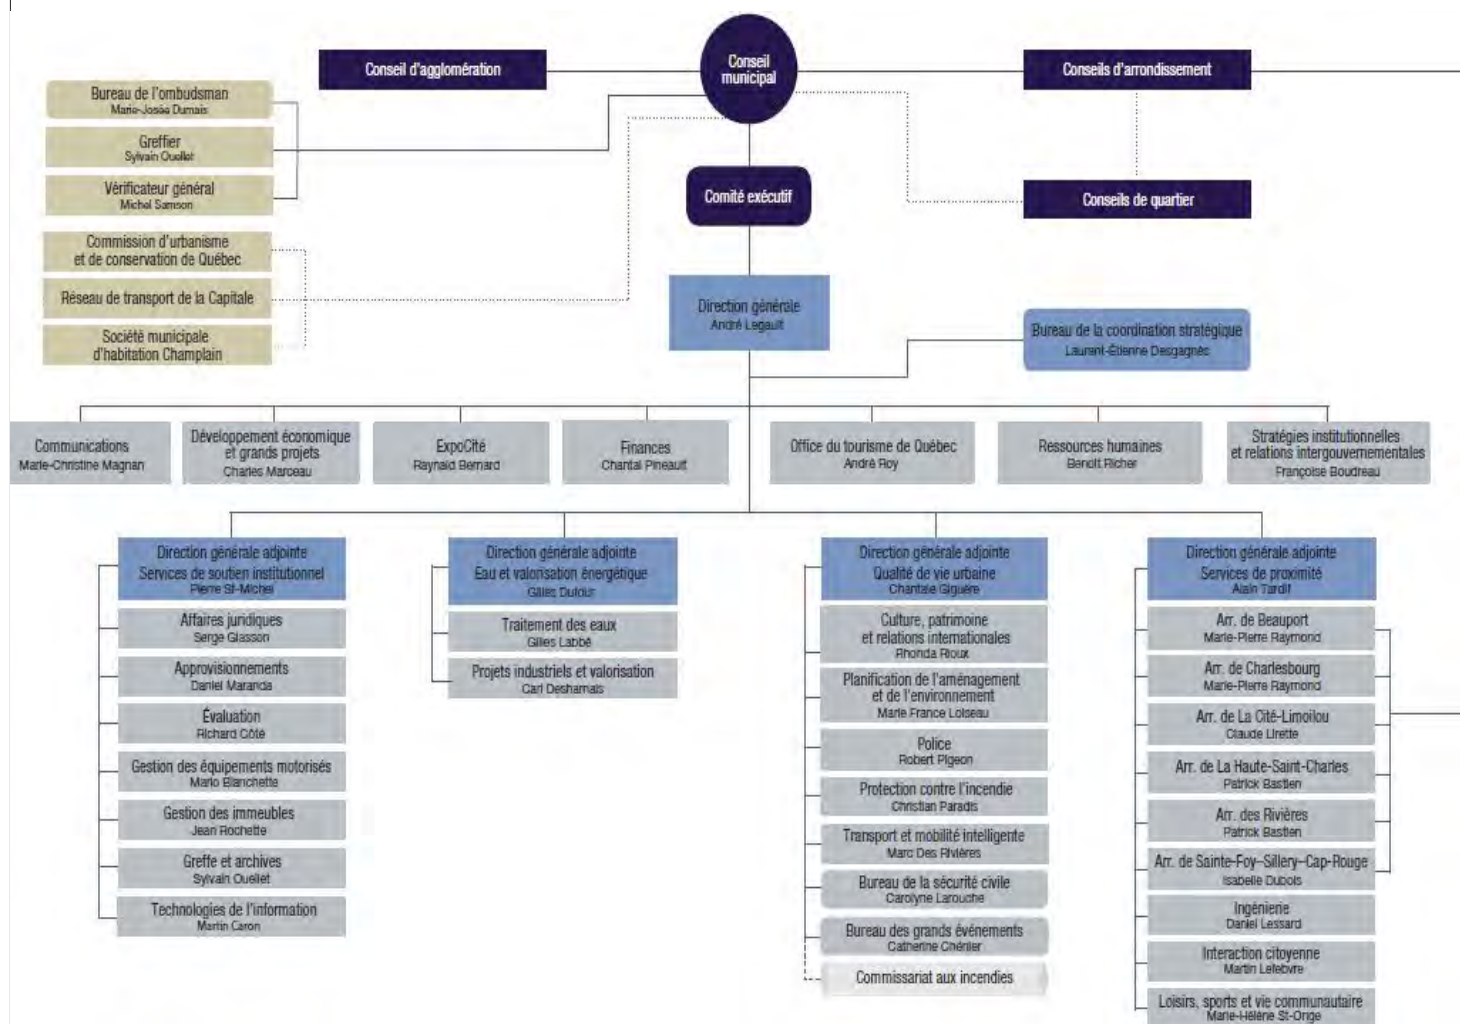 Conseil d'agglomération
Conseil
municipal
Conseils d'arrondissement
Bureau de l'ombudsman
Marie-Josée Dumais
Greffier
Sylvain Ouellet
Vérificateur général
Michel Samson
Comité exécutif
Conseils de quartier
Commission d'urbanisme
et de conservation de Québec
Réseau de transport de la Capitale
Société municipale
d'habitation Champlain
Direction générale
André Legault
Bureau de la coordination stratégique
Laurent-Étienne Desgagnés
Communications
Marie-Christine Magnan
Développement économique
et grands projets
Charles Marceau
ExpoCité
Raynald Bernard
Finances
Chantal Pineault
Office du tourisme de Québec
André Roy
Ressources humaines
Benoit Richer
Stratégies institutionnelles
et relations intergouvernementales
Françoise Boudreau
Direction générale adjointe
Services de soutien institutionnel
Pierre St-Michel
Affaires juridiques
Serge Giasson
Approvisionnements
Daniel Maranda
Évaluation
Richard Côté
Gestion des équipements motorisés
Mario Blanchette
Gestion des immeubles
Jean Rochette
Greffe et archives
Sylvain Ouellet
Technologies de l'information
Martin Caron
Direction générale adjointe
Eau et valorisation énergétique
Gilles Dufour
Traitement des eaux
Gilles Labbé
Projets industriels et valorisation
Carl Desharnais
Direction générale adjointe
Qualité de vie urbaine
Chantale Giguère
Culture, patrimoine
et relations internationales
Rhonda Rioux
Planification de l'aménagement
et de l'environnement
Marie France Loiseau
Police
Robert Pigeon
Protection contre l'incendie
Christian Paradis
Transport et mobilité intelligente
Marc Des Rivières
Bureau de la sécurité civile
Carolyne Larouche
Bureau des grands événements
Catherine Chénier
Commissariat aux incendies
Direction générale adjointe
Services de proximité
Alain Tardif
Arr. de Beauport
Marie-Pierre Raymond
Arr. de Charlesbourg
Marie-Pierre Raymond
Arr. de La Cité-Limoilou
Claude Lirette
Arr. de La Haute-Saint-Charles
Patrick Bastien
Arr. des Rivières
Patrick Bastien
Arr. de Sainte-Foy–Sillery–Cap-Rouge
Isabelle Dubois
Ingénierie
Daniel Lessard
Interaction citoyenne
Martin Lefebvre
Loisirs, sports et vie communautaire
Marie-Hélène St-Onge